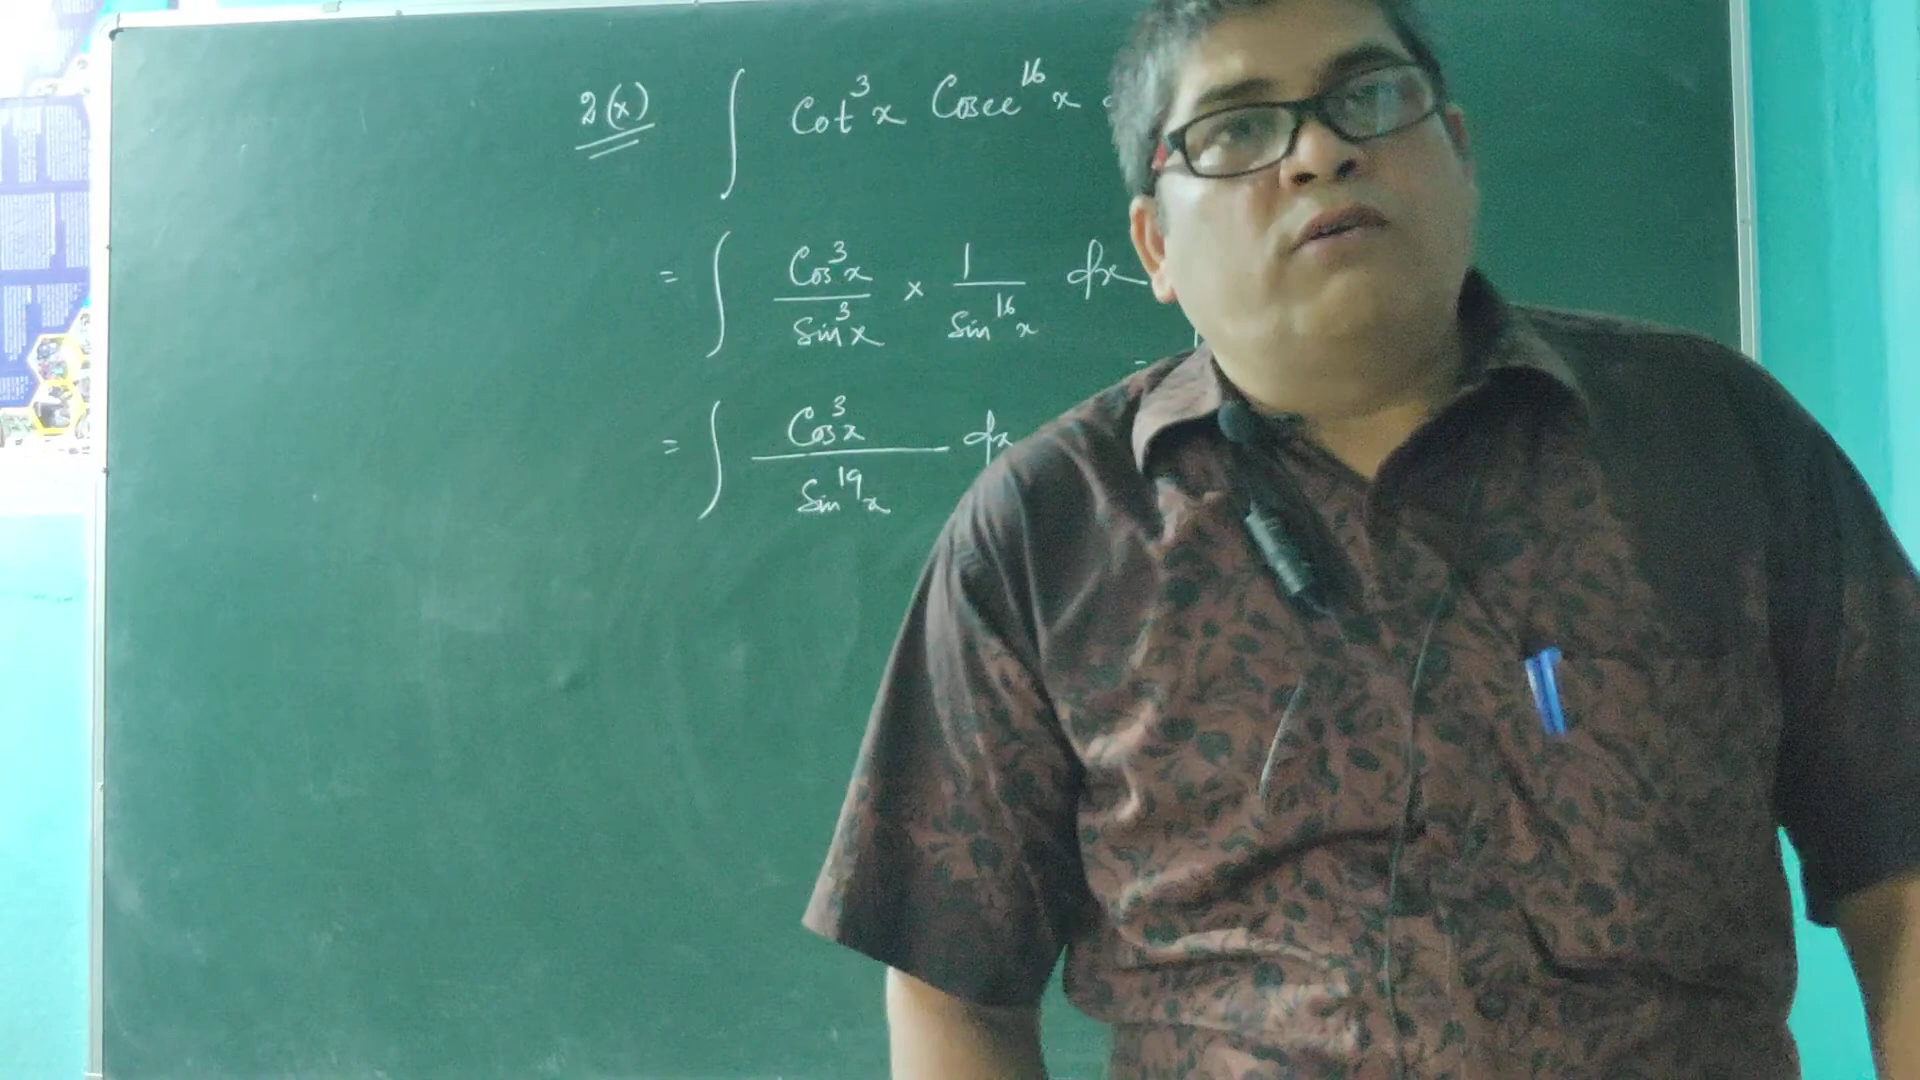 2(x) ∫ Cot³x Cosec¹⁶x
= ∫ Cos³x/Sin³x × 1/Sin¹⁶x dx
=
= ∫ Cos³x/Sin¹⁹x dx